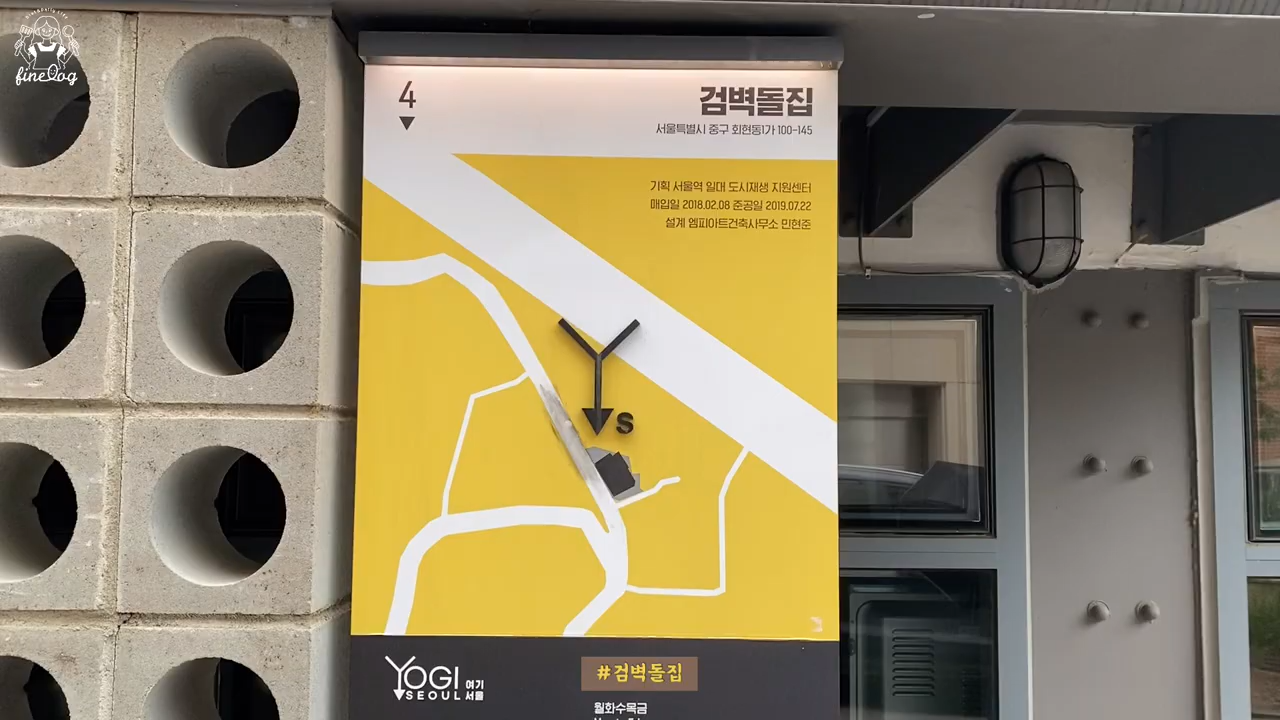 fineLog
4
검벽돌집
서울특별시 중구 회현동1가 100-145
기획 서울역 일대 도시재생 지원센터
매입일 2018.02.08 준공일 2019.07.22
설계 엠피아트건축사무소 민현준
S
YOGI 여기
SEOUL 서울
#검벽돌집
월화수목금